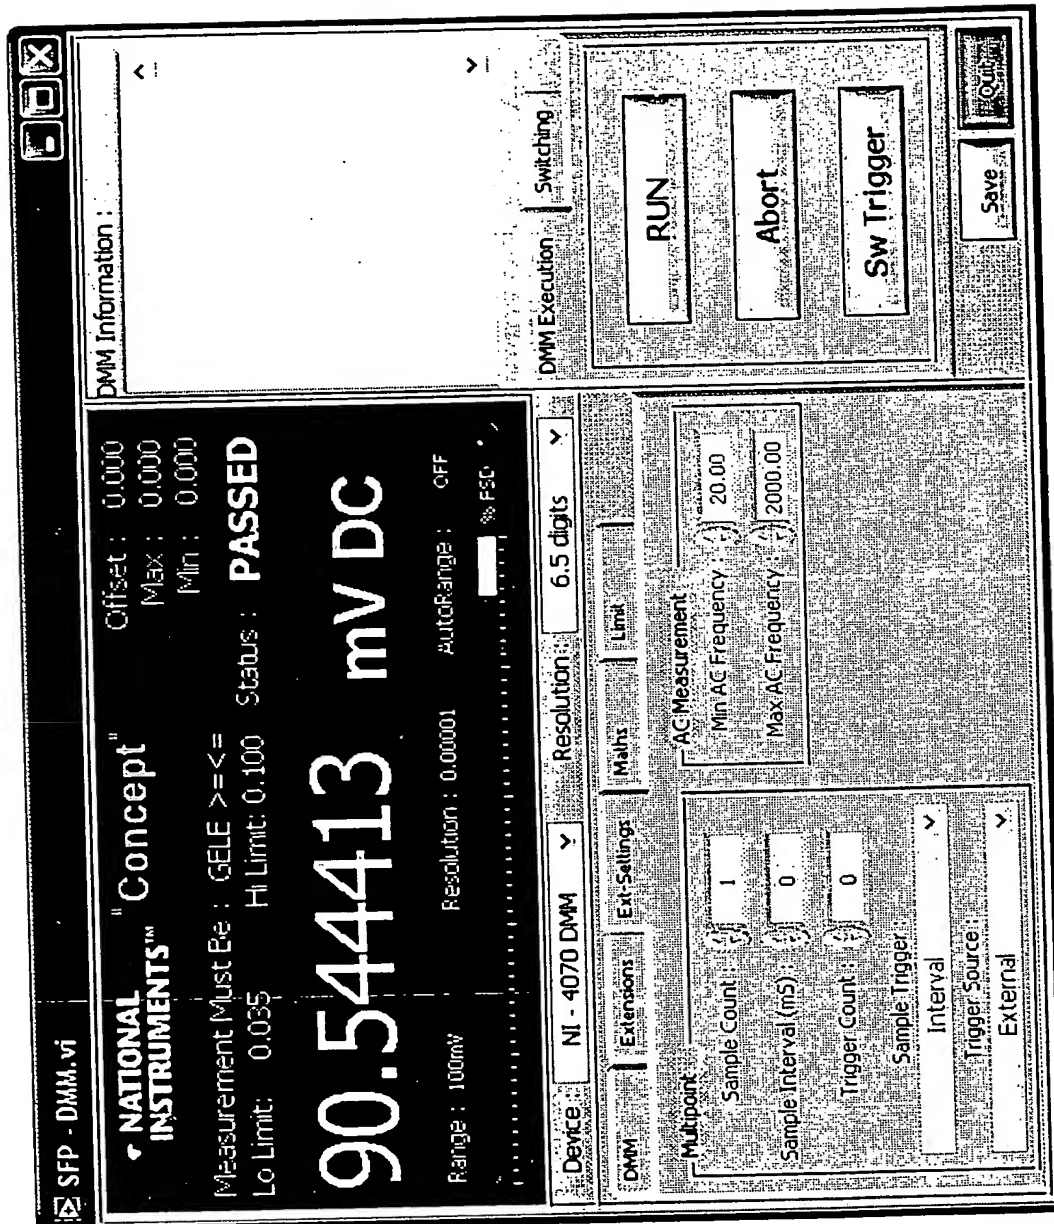 SFP - DMM.vi
NATIONAL
INSTRUMENTS™
"Concept"
Offset : 0.000
Max : 0.000
Min : 0.000
Measurement Must Be : GELE >=<=
Lo Limit: 0.035 Hi Limit: 0.100 Status : PASSED
90.54413 mV DC
Range : 100mV Resolution : 0.00001 AutoRange : OFF
% FSD
Device : NI - 4070 DMM Resolution : 6.5 digits
DMM Extensions Ext-Settings Maths Limit
Multipoint
Sample Count : 1
Sample Interval (mS) : 0
Trigger Count : 0
Sample Trigger
Interval
Trigger Source :
External
AC Measurement
Min AC Frequency : 20.00
Max AC Frequency : 2000.00
DMM Information :
DMM Execution Switching
RUN
Abort
Sw Trigger
Save Quit